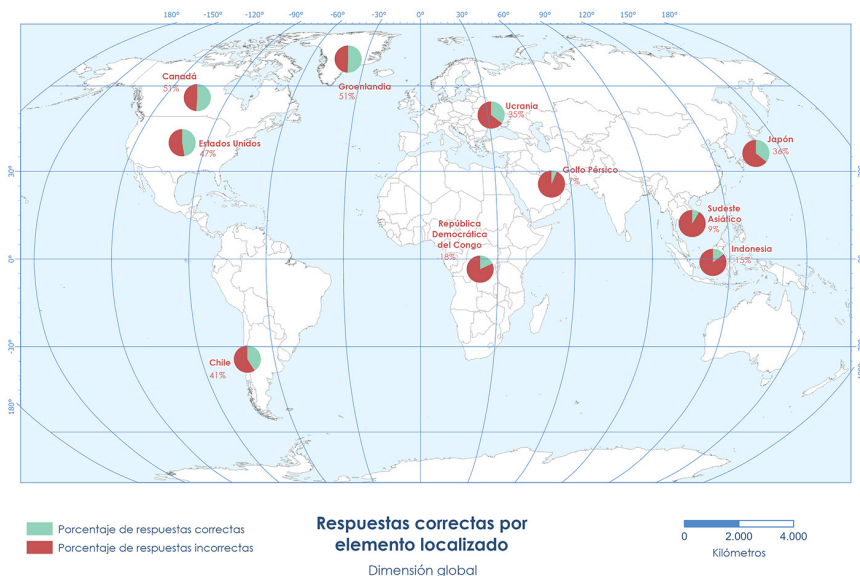 180° -150° -120° -90° -60° -30° 0° 30° 60° 90° 120° 150° 180°
Canadá
51%
Groenlandia
51%
Ucrania
35%
Estados Unidos
47%
Japón
36%
30°
Golfo Pérsico
7%
Sudeste
Asiático
9%
República
Democrática
del Congo
18%
Indonesia
15%
0°
0°
-30°
Chile
41%
180°
Porcentaje de respuestas correctas
Porcentaje de respuestas incorrectas
Respuestas correctas por
elemento localizado
Dimensión global
0 2.000 4.000
Kilómetros